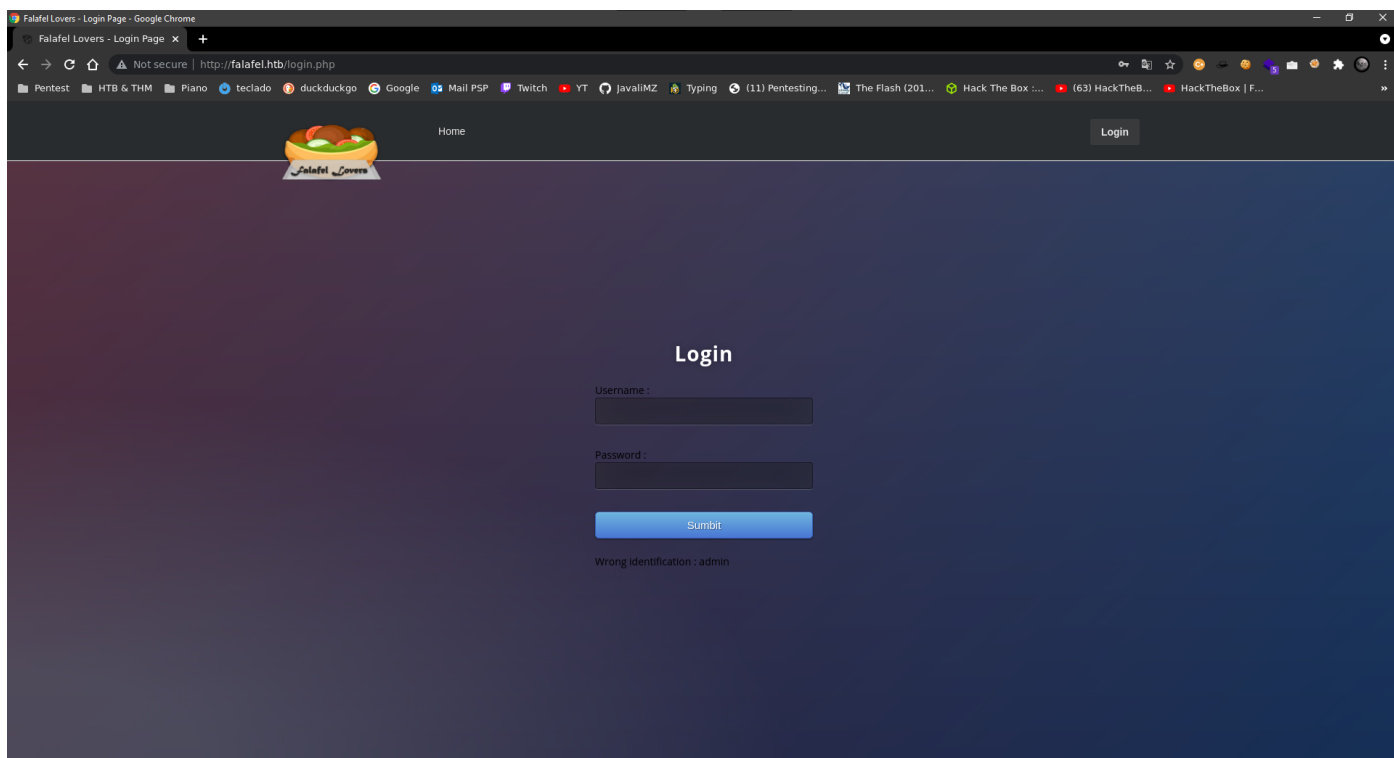 Falafel Lovers - Login Page - Google Chrome
Falafel Lovers - Login Page
Not secure | http://falafel.htb/login.php
5
Pentest HTB & THM Piano teclado duckduckgo Google Mail PSP Twitch YT JavaliMZ Typing (11) Pentesting... The Flash (201... Hack The Box :... (63) HackTheB... HackTheBox | F... »
Home
Login
Falafel Lovers
Login
Username :
Password :
Sumbit
Wrong identification : admin